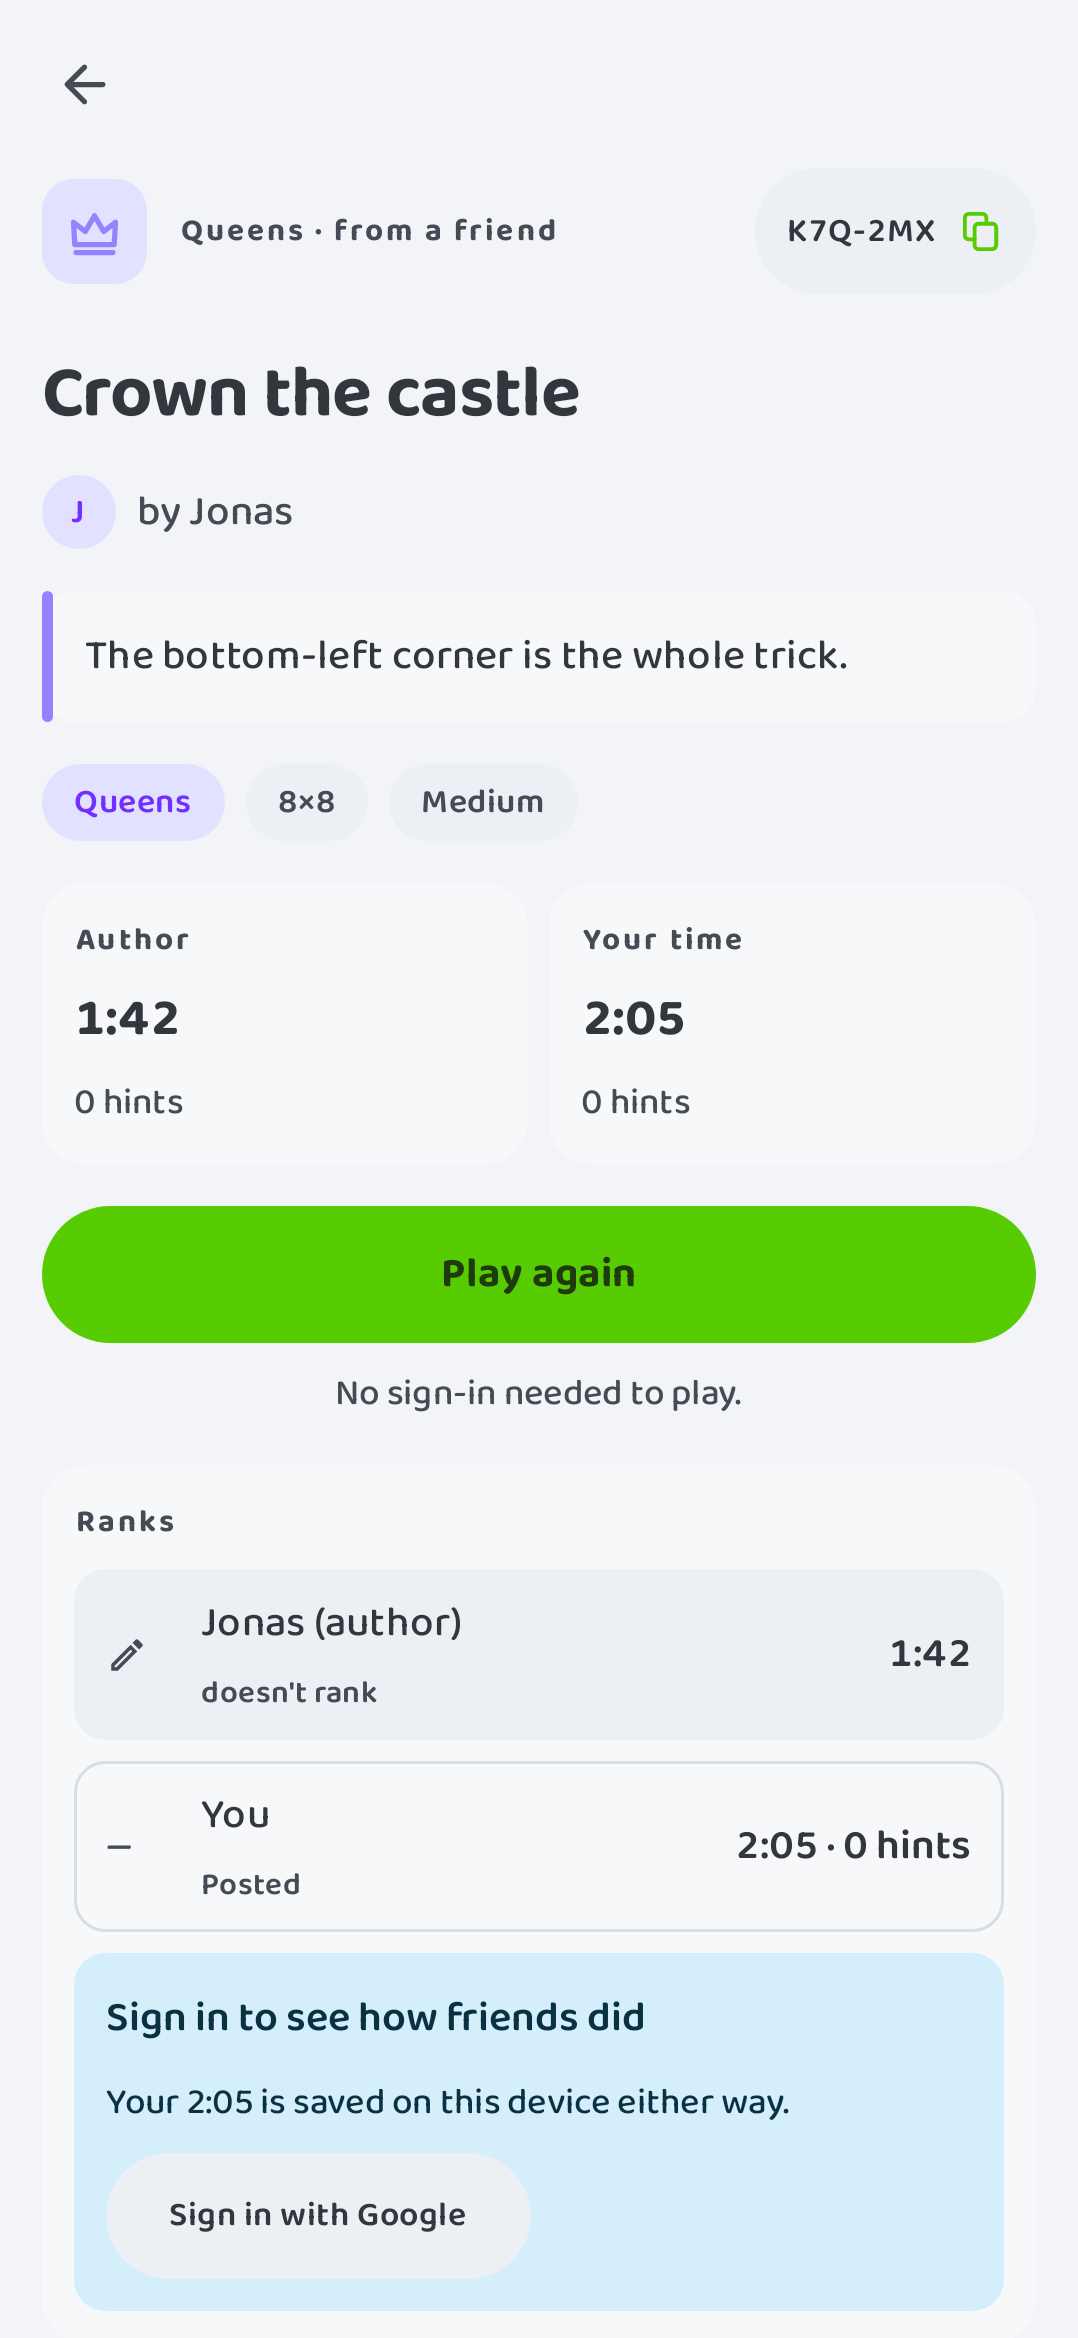 Queens · from a friend
K7Q-2MX
Crown the castle
J
by Jonas
The bottom-left corner is the whole trick.
Queens
8×8
Medium
Author
1:42
0 hints
Your time
2:05
0 hints
Play again
No sign-in needed to play.
Ranks
Jonas (author)
doesn't rank
1:42
–
You
Posted
2:05 · 0 hints
Sign in to see how friends did
Your 2:05 is saved on this device either way.
Sign in with Google